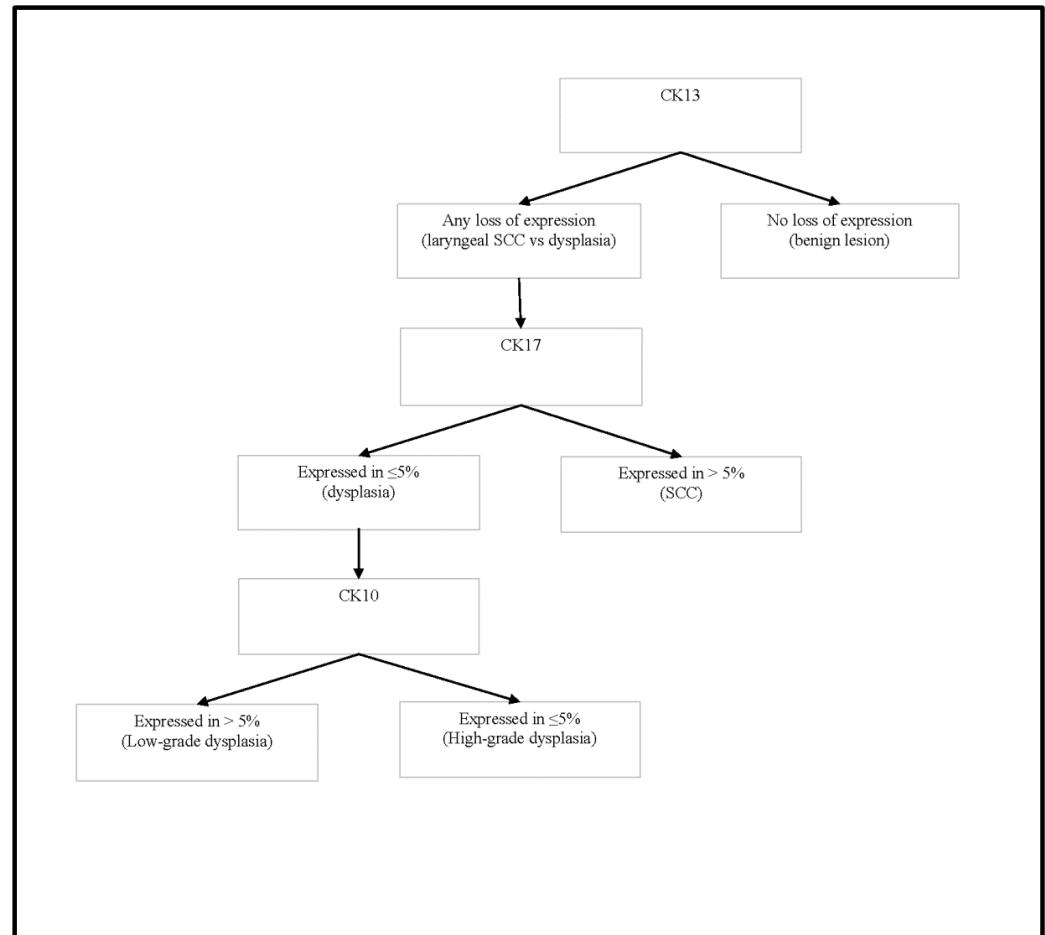 CK13
Any loss of expression
(laryngeal SCC vs dysplasia)
No loss of expression
(benign lesion)
CK17
Expressed in ≤5%
(dysplasia)
Expressed in > 5%
(SCC)
CK10
Expressed in > 5%
(Low-grade dysplasia)
Expressed in ≤5%
(High-grade dysplasia)